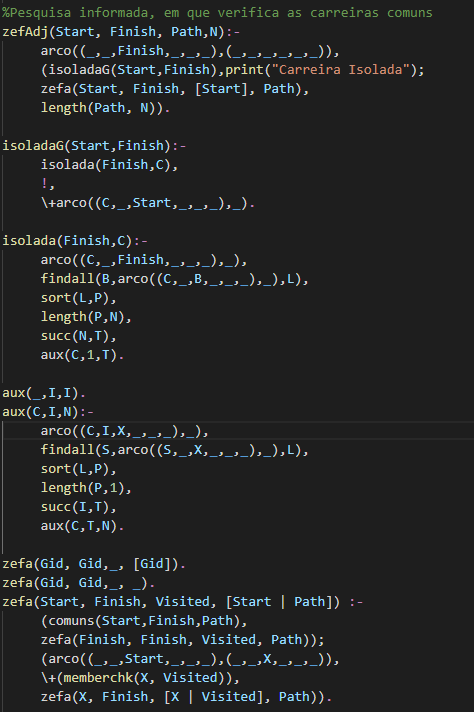 %Pesquisa informada, em que verifica as carreiras comuns
zefAdj(Start, Finish, Path,N):-
arco((_,_,Finish,_,_,_),(_,_,_,_,_,_)),
(isoladaG(Start,Finish),print("Carreira Isolada");
zefa(Start, Finish, [Start], Path),
length(Path, N)).
isoladaG(Start,Finish):-
isolada(Finish,C),
!,
\+arco((C,_,Start,_,_,_),_).
isolada(Finish,C):-
arco((C,_,Finish,_,_,_),_),
findall(B,arco((C,_,B,_,_,_),_),L),
sort(L,P),
length(P,N),
succ(N,T),
aux(C,1,T).
aux(_,I,I).
aux(C,I,N):-
arco((C,I,X,_,_,_),_),
findall(S,arco((S,_,X,_,_,_),_),L),
sort(L,P),
length(P,1),
succ(I,T),
aux(C,T,N).
zefa(Gid, Gid,_, [Gid]).
zefa(Gid, Gid,_, _).
zefa(Start, Finish, Visited, [Start | Path]) :-
(comuns(Start,Finish,Path),
zefa(Finish, Finish, Visited, Path));
(arco((_,_,Start,_,_,_),(_,_,X,_,_,_)),
\+(memberchk(X, Visited)),
zefa(X, Finish, [X | Visited], Path)).